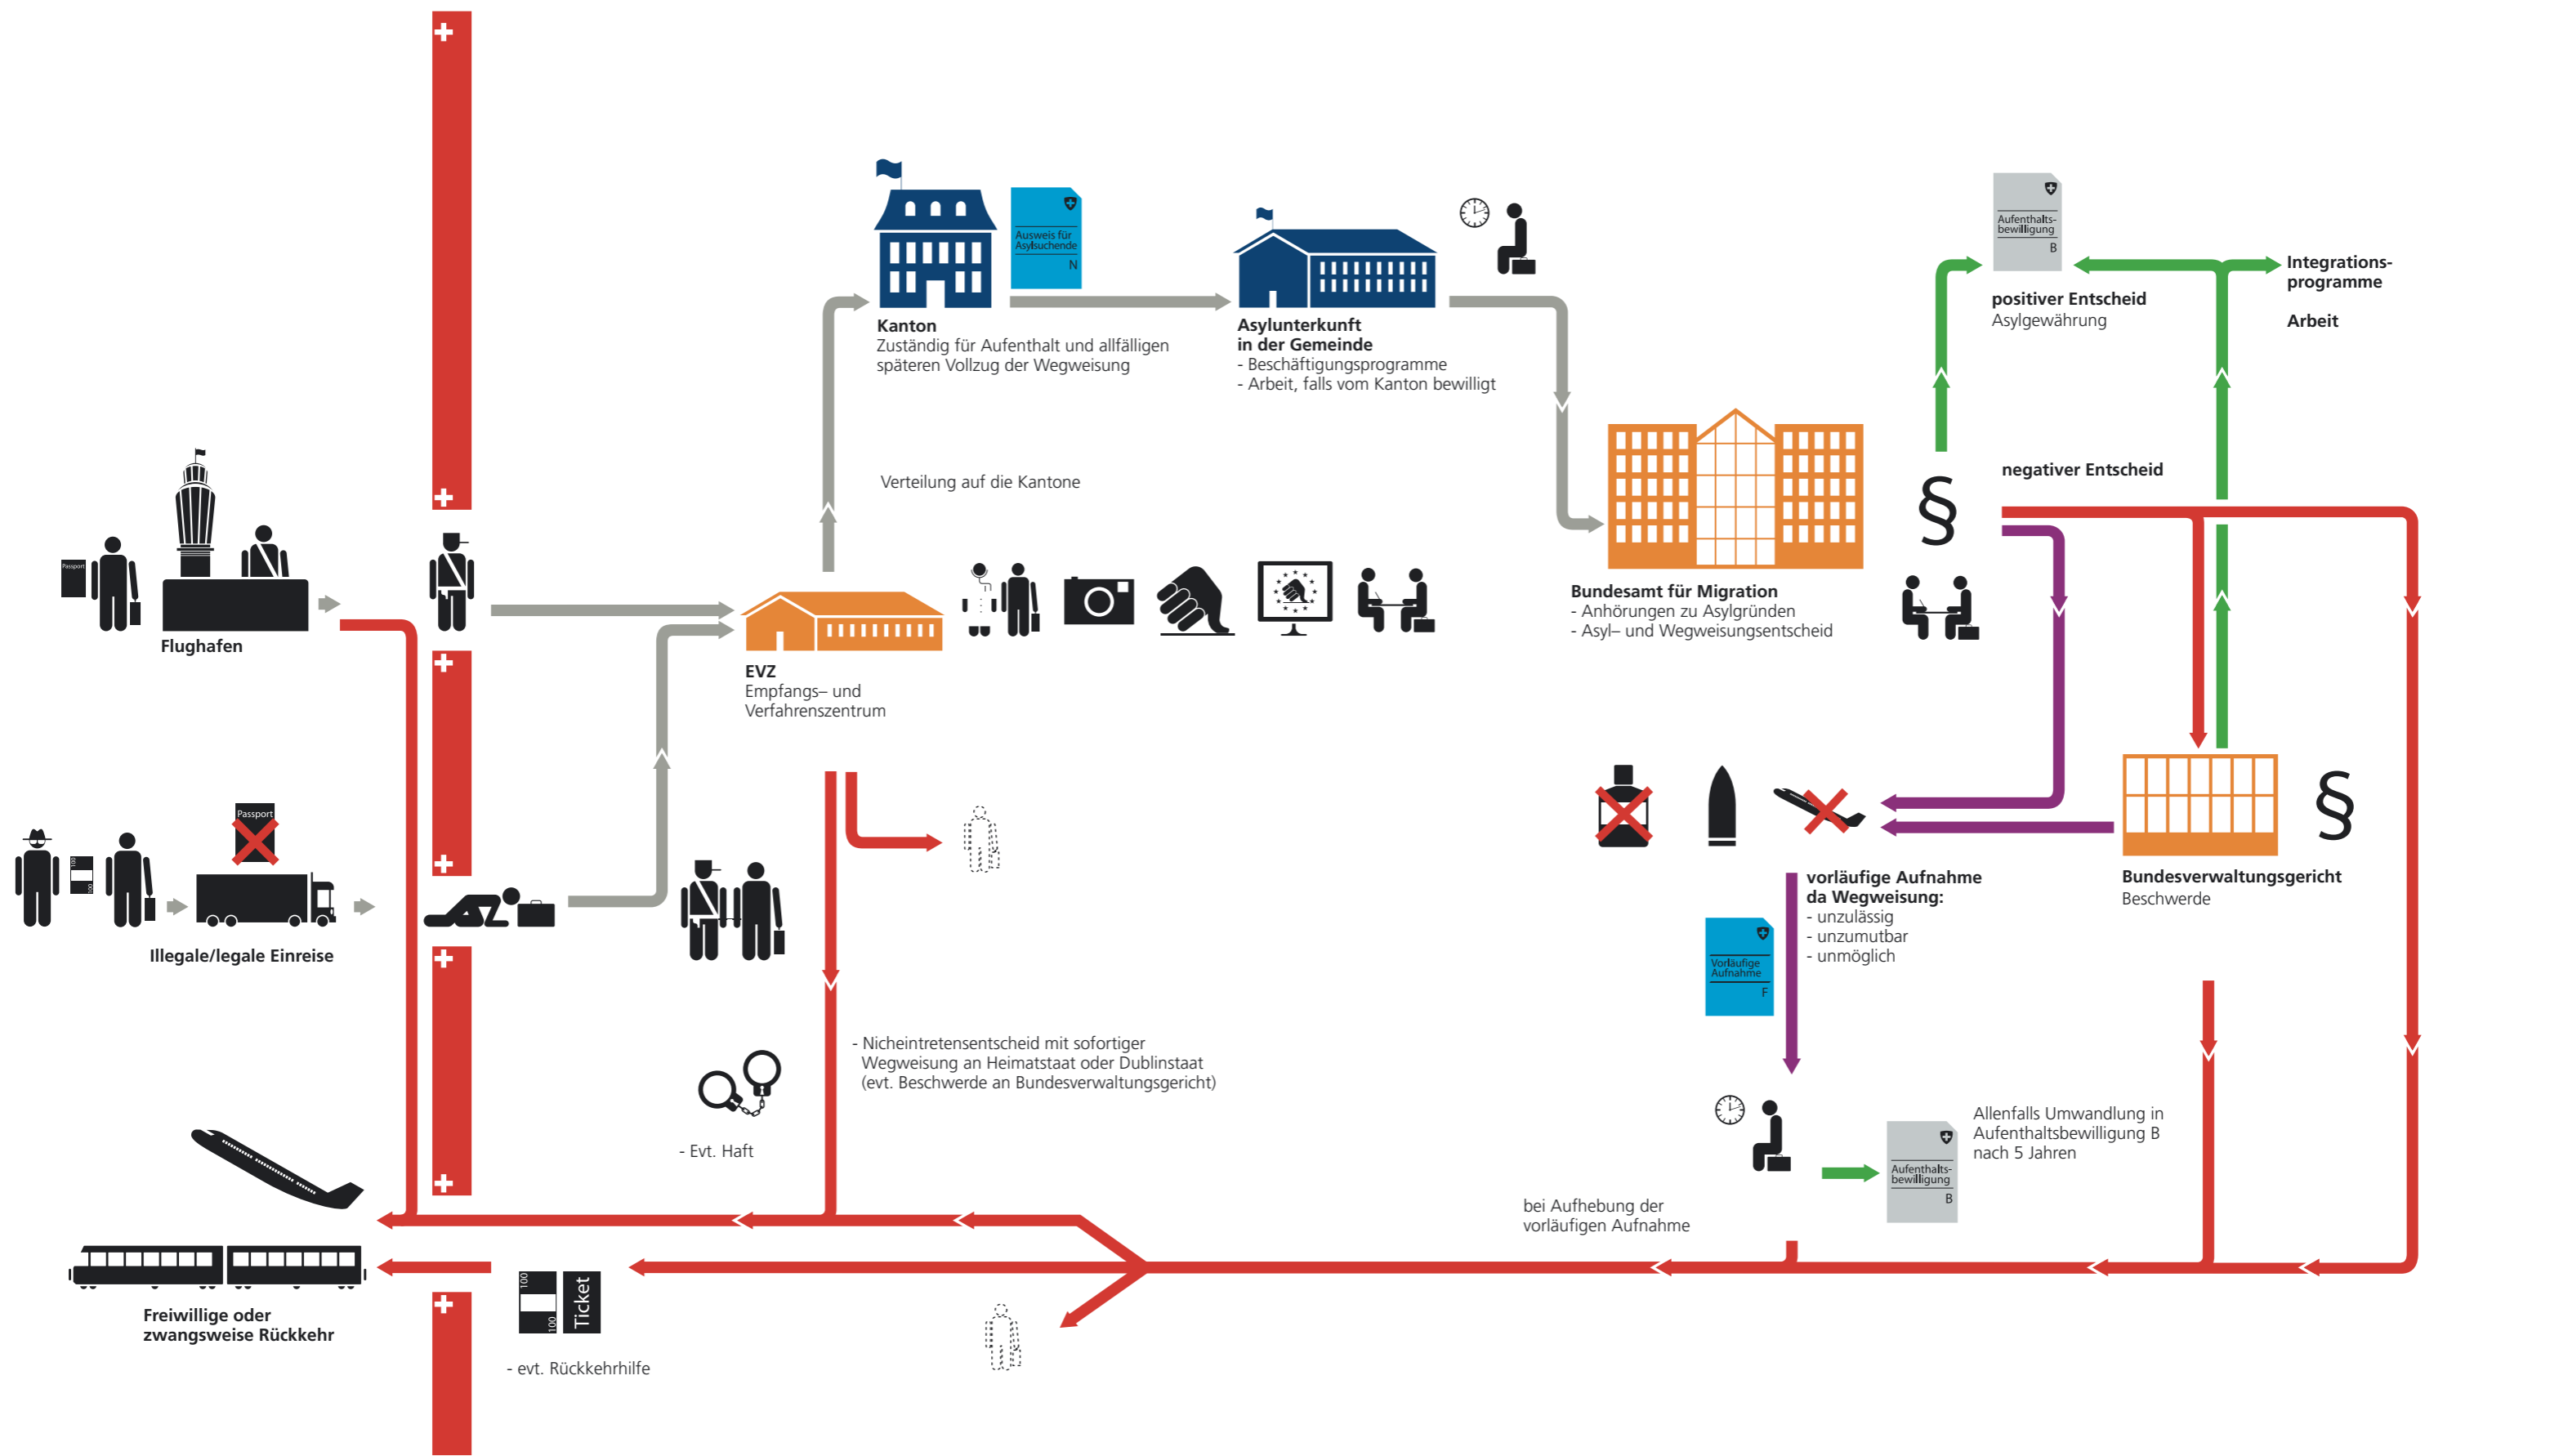 Ausweis für
Asylsuchende
N
Kanton
Zuständig für Aufenthalt und allfälligen
späteren Vollzug der Wegweisung
Asylunterkunft
in der Gemeinde
- Beschäftigungsprogramme
- Arbeit, falls vom Kanton bewilligt
Aufenthalts-
bewilligung
B
positiver Entscheid
Asylgewährung
Integrations-
programme
Arbeit
negativer Entscheid
§
Verteilung auf die Kantone
Passport
Flughafen
EVZ
Empfangs– und
Verfahrenszentrum
Bundesamt für Migration
- Anhörungen zu Asylgründen
- Asyl– und Wegweisungsentscheid
Passport
100
100
Illegale/legale Einreise
§
Bundesverwaltungsgericht
Beschwerde
vorläufige Aufnahme
da Wegweisung:
- unzulässig
- unzumutbar
- unmöglich
Vorläufige
Aufnahme
F
- Nicheintretensentscheid mit sofortiger
Wegweisung an Heimatstaat oder Dublinstaat
(evt. Beschwerde an Bundesverwaltungsgericht)
- Evt. Haft
Allenfalls Umwandlung in
Aufenthaltsbewilligung B
nach 5 Jahren
Aufenthalts-
bewilligung
B
bei Aufhebung der
vorläufigen Aufnahme
100
100
Ticket
Freiwillige oder
zwangsweise Rückkehr
- evt. Rückkehrhilfe